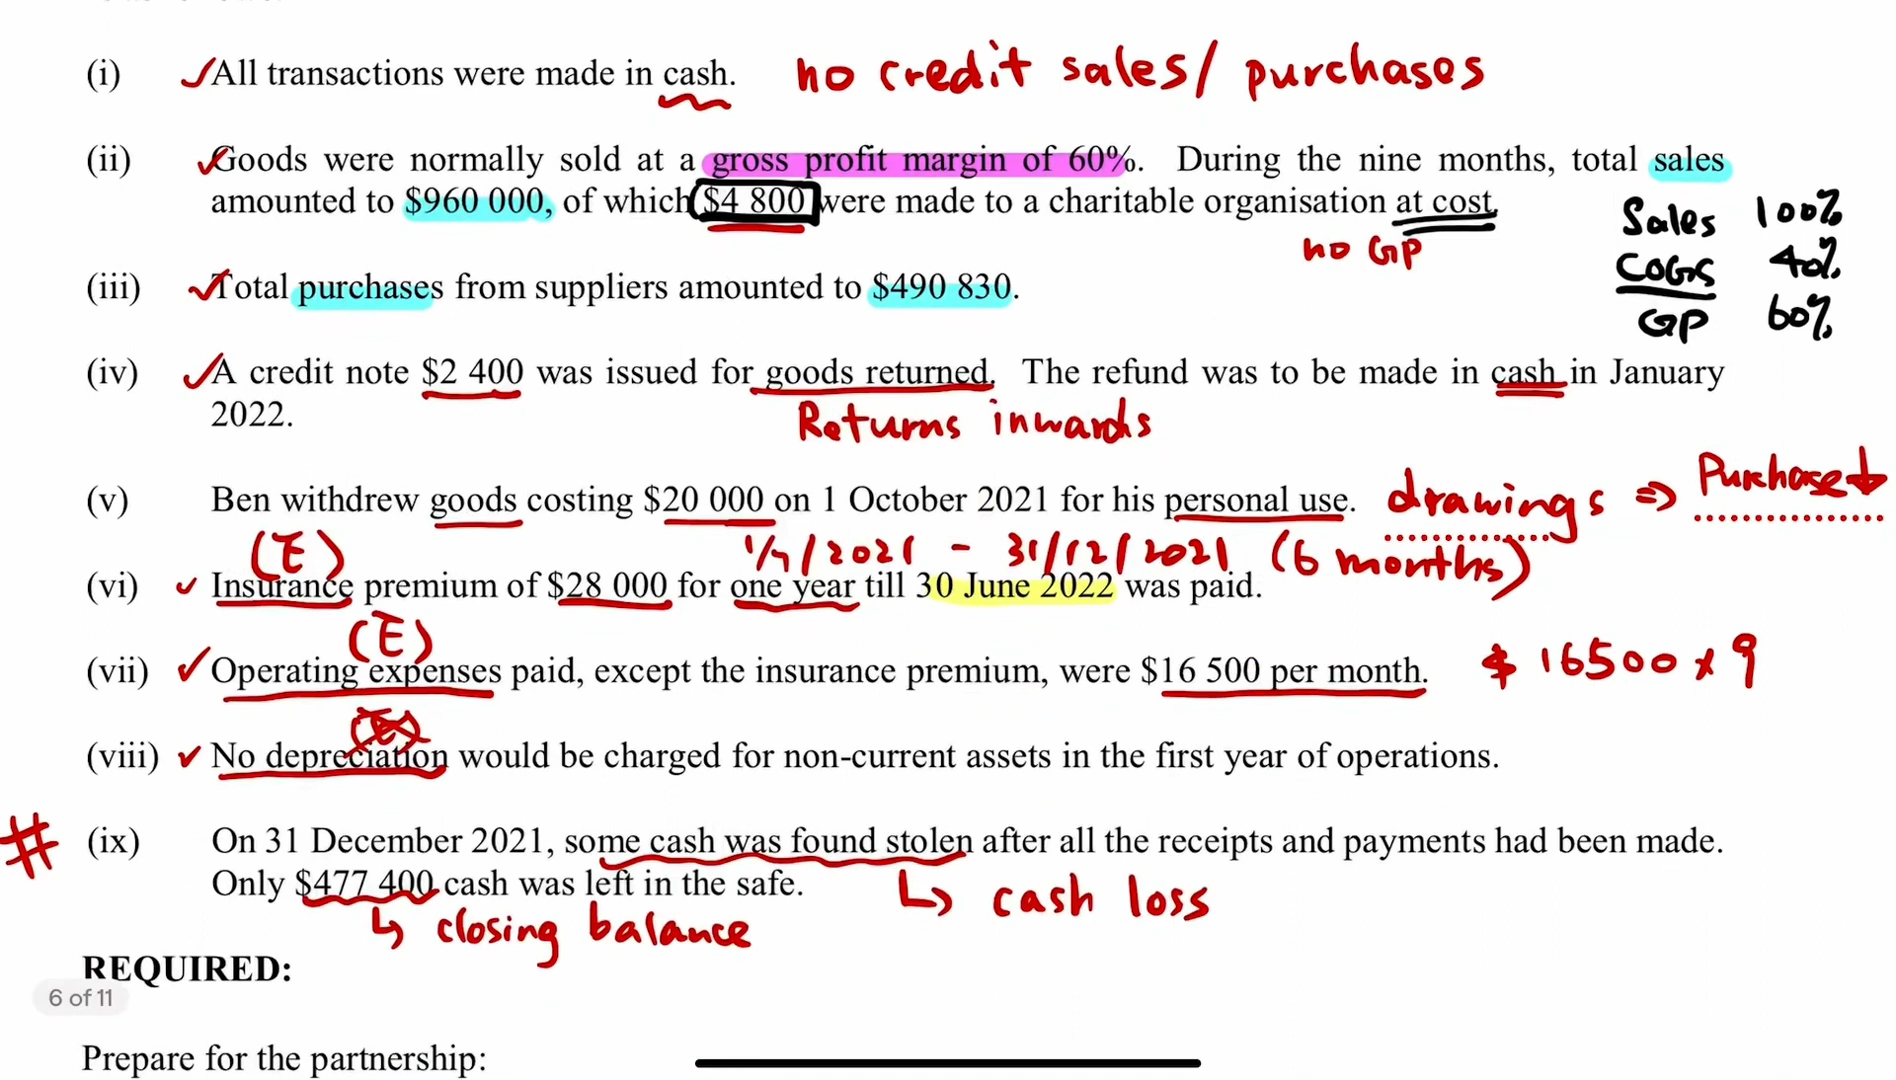 (i) All transactions were made in cash. no credit sales/ purchases
(ii) Goods were normally sold at a gross profit margin of 60%. During the nine months, total sales
amounted to $960 000, of which $4 800 were made to a charitable organisation at cost.
no GP
Sales 100%
COGS 40%
GP 60%
(iii) Total purchases from suppliers amounted to $490 830.
(iv) A credit note $2 400 was issued for goods returned. The refund was to be made in cash in January
2022.
Returns inwards
(v) Ben withdrew goods costing $20 000 on 1 October 2021 for his personal use. drawings ⇒ Purchase↓
(E) 1/7/2021 - 31/12/2021 (6 months)
(vi) Insurance premium of $28 000 for one year till 30 June 2022 was paid.
(E)
(vii) Operating expenses paid, except the insurance premium, were $16 500 per month. $ 16500 x 9
(viii) No depreciation would be charged for non-current assets in the first year of operations.
# (ix) On 31 December 2021, some cash was found stolen after all the receipts and payments had been made.
Only $477 400 cash was left in the safe.
↳ cash loss
↳ closing balance
REQUIRED:
6 of 11
Prepare for the partnership: